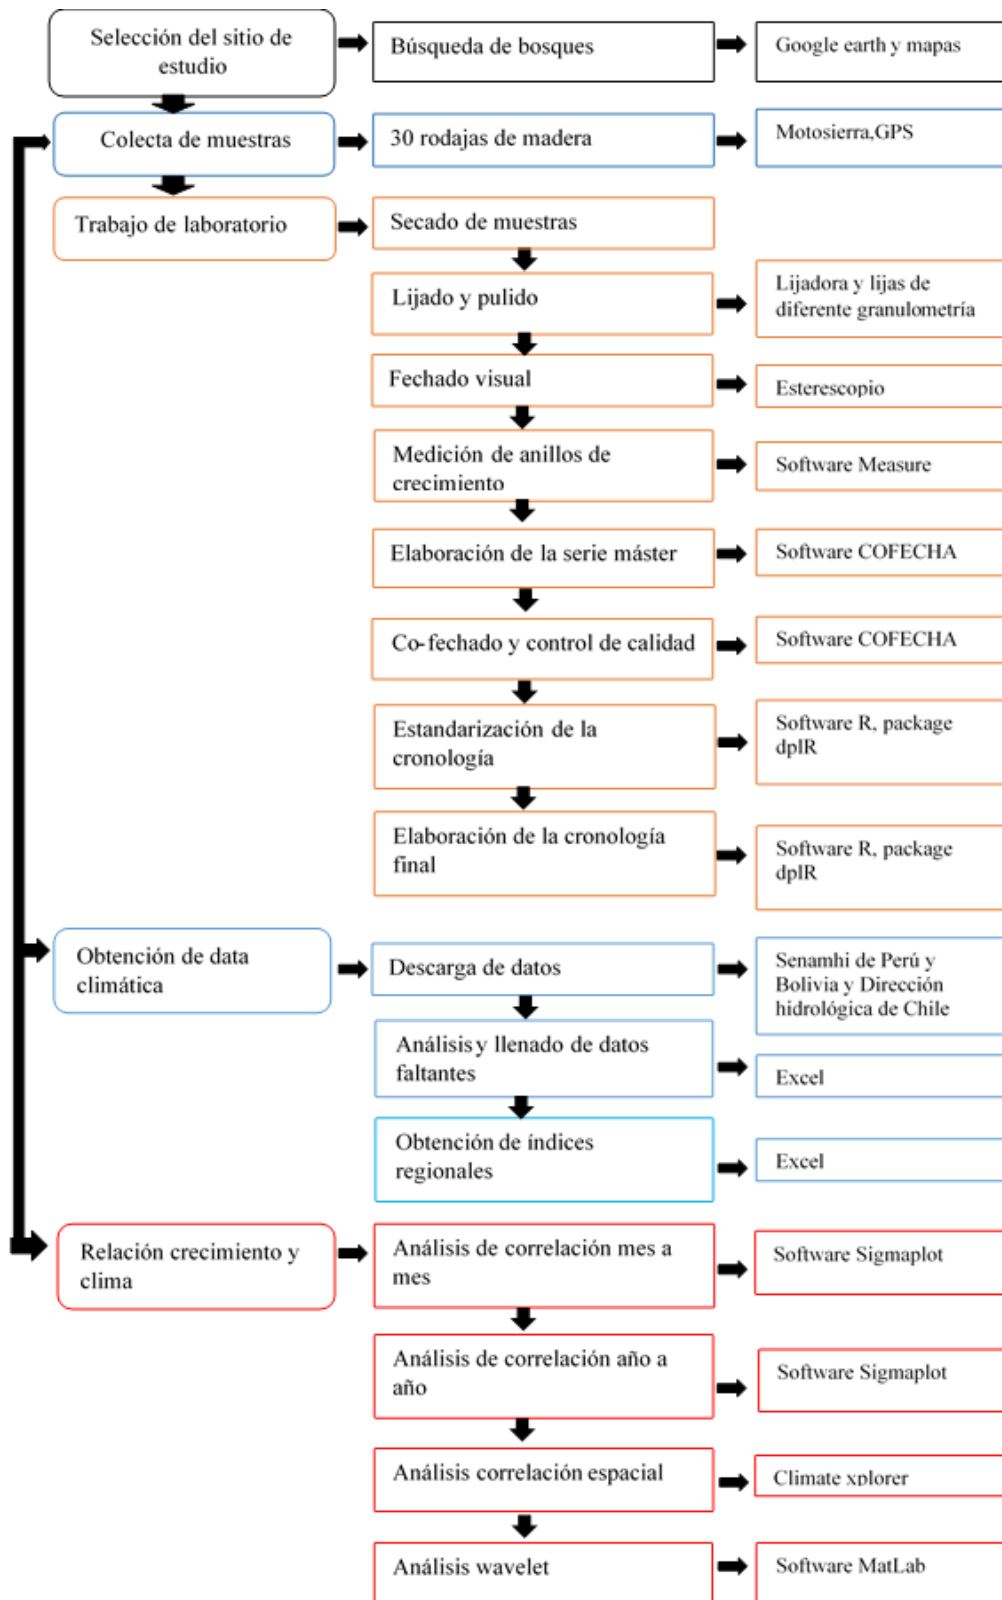 Selección del sitio de
estudio
Búsqueda de bosques
Google earth y mapas
Colecta de muestras
30 rodajas de madera
Motosierra,GPS
Trabajo de laboratorio
Secado de muestras
Lijado y pulido
Lijadora y lijas de
diferente granulometría
Fechado visual
Esterescopio
Medición de anillos de
crecimiento
Software Measure
Elaboración de la serie máster
Software COFECHA
Co-fechado y control de calidad
Software COFECHA
Estandarización de la
cronología
Software R, package
dplR
Elaboración de la cronología
final
Software R, package
dplR
Obtención de data
climática
Descarga de datos
Senamhi de Perú y
Bolivia y Dirección
hidrológica de Chile
Análisis y llenado de datos
faltantes
Excel
Obtención de índices
regionales
Excel
Relación crecimiento y
clima
Análisis de correlación mes a
mes
Software Sigmaplot
Análisis de correlación año a
año
Software Sigmaplot
Análisis correlación espacial
Climate xplorer
Análisis wavelet
Software MatLab